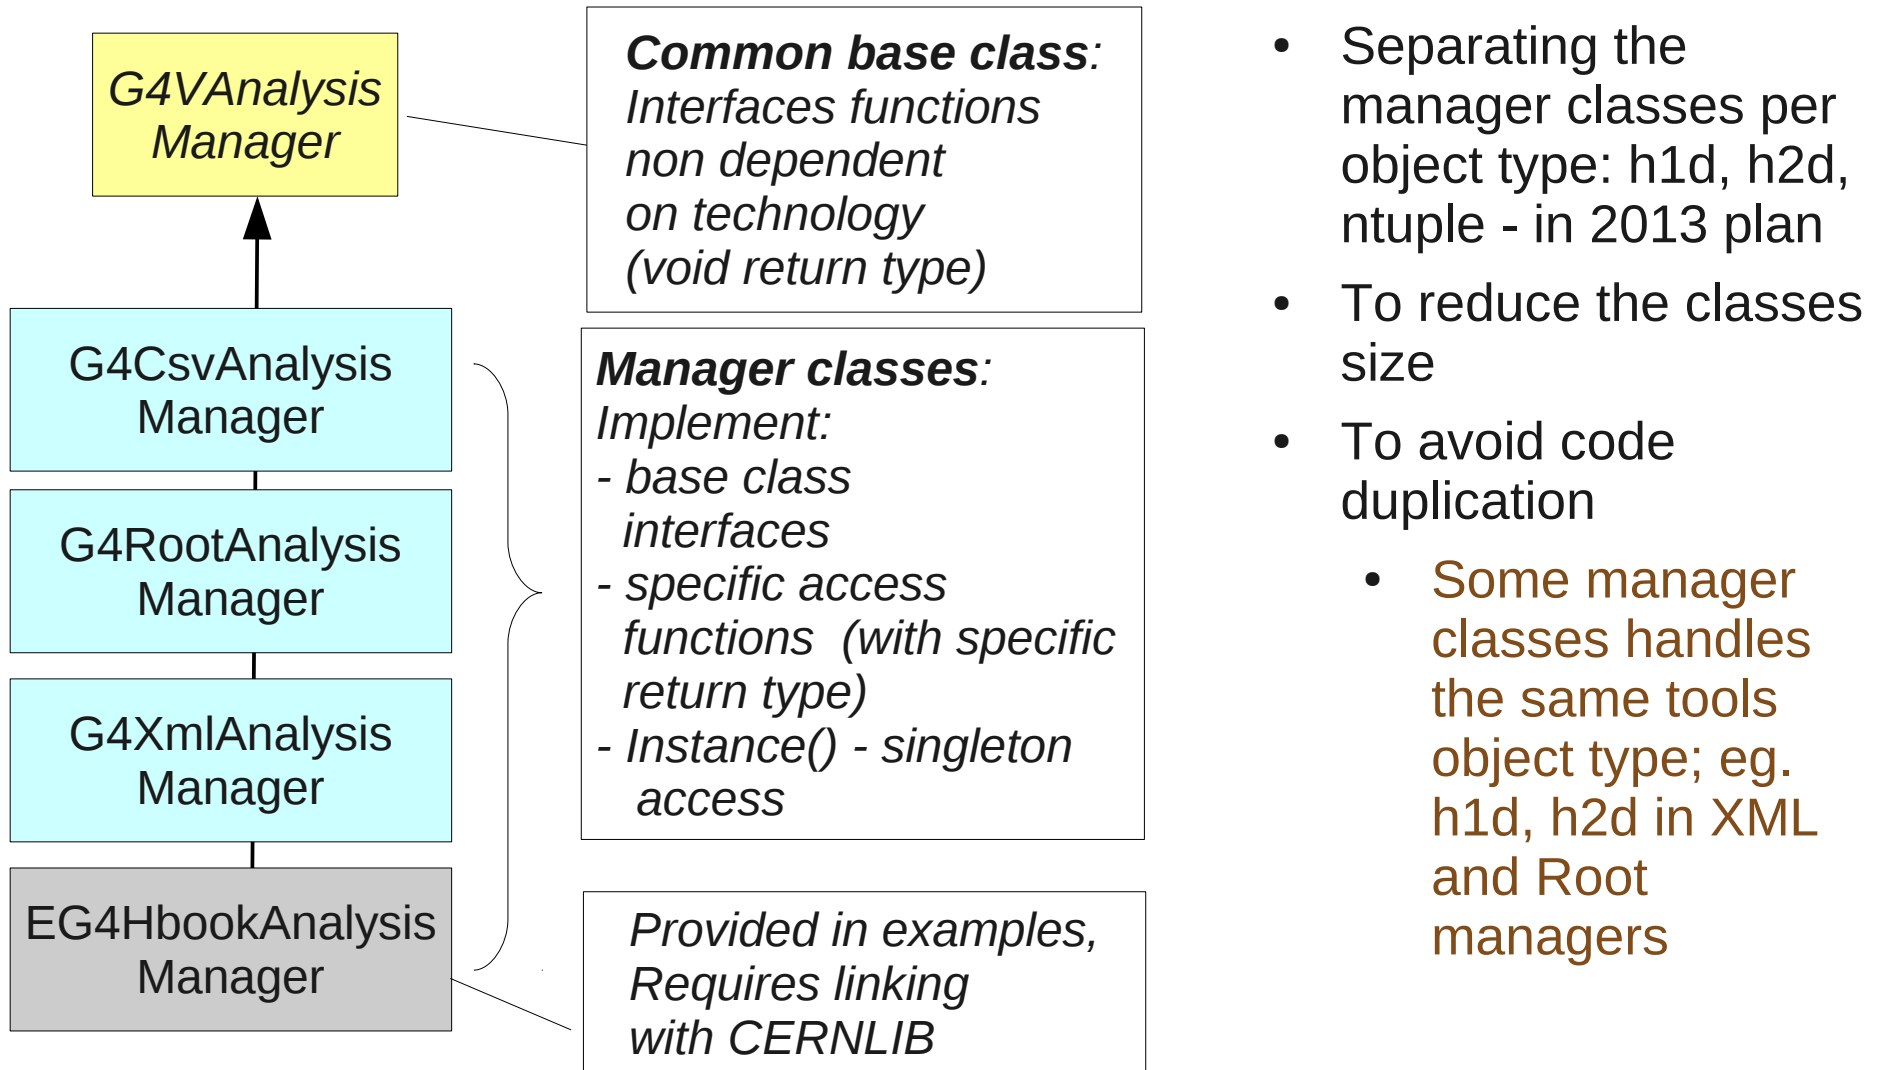 G4VAnalysis
Manager
Common base class:
Interfaces functions
non dependent
on technology
(void return type)
G4CsvAnalysis
Manager
G4RootAnalysis
Manager
G4XmlAnalysis
Manager
EG4HbookAnalysis
Manager
Manager classes:
Implement:
- base class
interfaces
- specific access
functions  (with specific
return type)
- Instance() - singleton
access
Provided in examples,
Requires linking
with CERNLIB
• Separating the
manager classes per
object type: h1d, h2d,
ntuple - in 2013 plan
• To reduce the classes
size
• To avoid code
duplication
• Some manager
classes handles
the same tools
object type; eg.
h1d, h2d in XML
and Root
managers